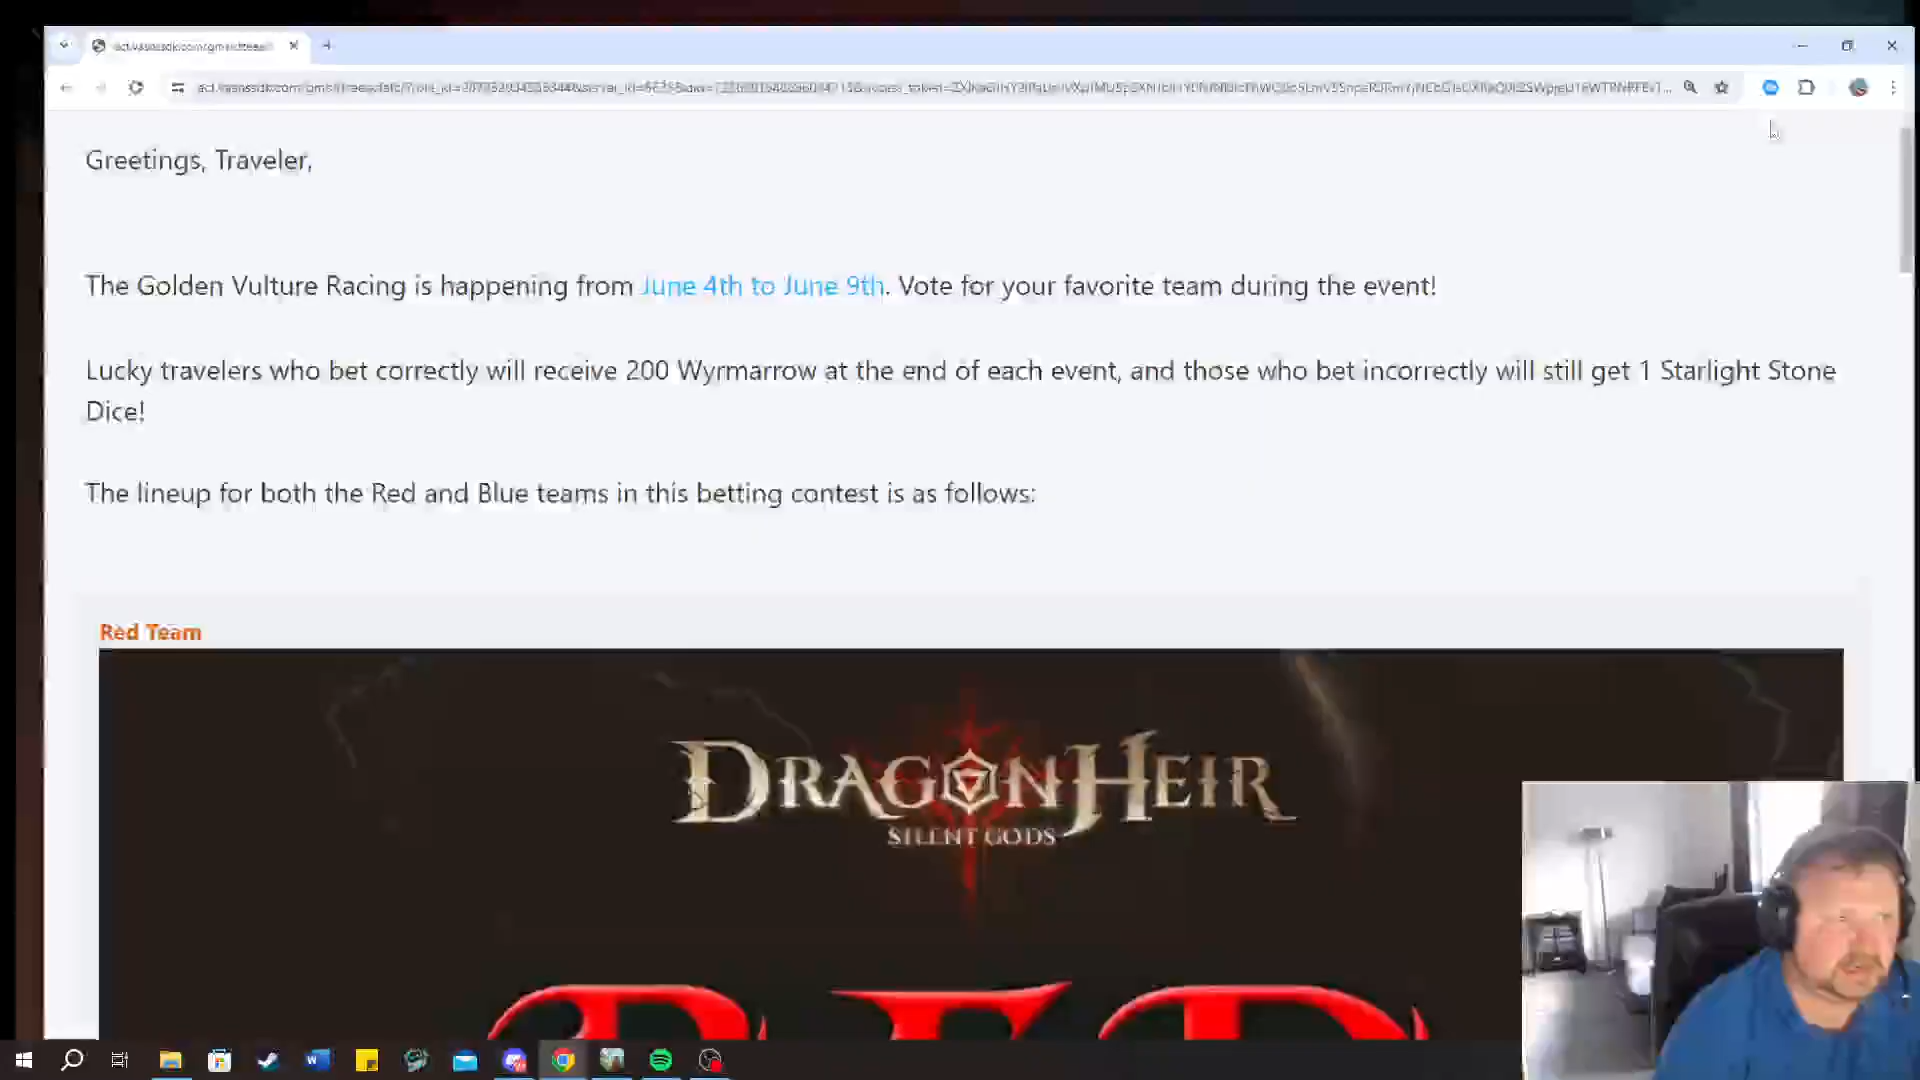 Greetings, Traveler,
The Golden Vulture Racing is happening from June 4th to June 9th. Vote for your favorite team during the event!
Lucky travelers who bet correctly will receive 200 Wyrmarrow at the end of each event, and those who bet incorrectly will still get 1 Starlight Stone
Dice!
The lineup for both the Red and Blue teams in this betting contest is as follows:
Red Team
DRAGONHEIR
SILENT GODS
RED